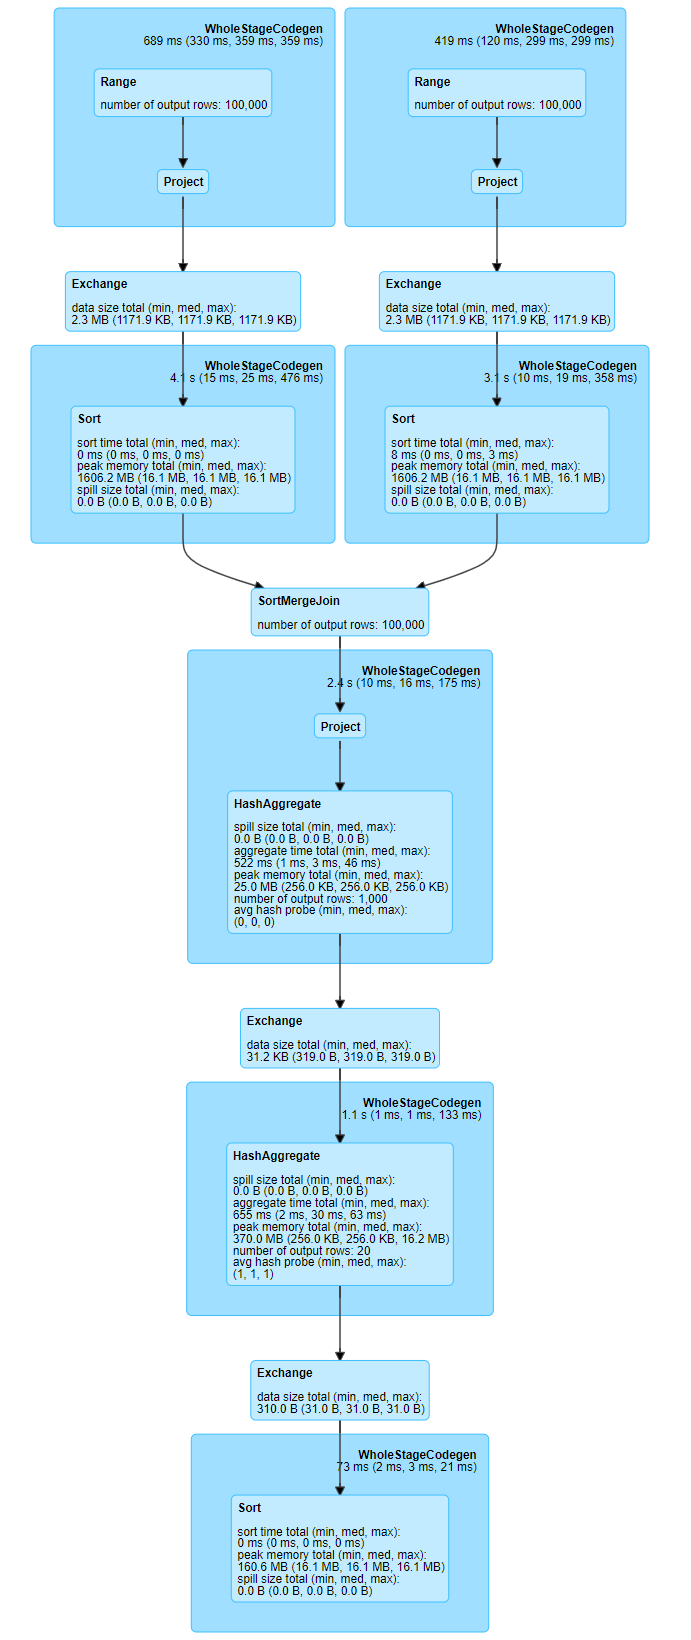 WholeStageCodegen
689 ms (330 ms, 359 ms, 359 ms)
Range
number of output rows: 100,000
Project
WholeStageCodegen
419 ms (120 ms, 299 ms, 299 ms)
Range
number of output rows: 100,000
Project
Exchange
data size total (min, med, max):
2.3 MB (1171.9 KB, 1171.9 KB, 1171.9 KB)
Exchange
data size total (min, med, max):
2.3 MB (1171.9 KB, 1171.9 KB, 1171.9 KB)
WholeStageCodegen
4.1 s (15 ms, 25 ms, 476 ms)
Sort
sort time total (min, med, max):
0 ms (0 ms, 0 ms, 0 ms)
peak memory total (min, med, max):
1606.2 MB (16.1 MB, 16.1 MB, 16.1 MB)
spill size total (min, med, max):
0.0 B (0.0 B, 0.0 B, 0.0 B)
WholeStageCodegen
3.1 s (10 ms, 19 ms, 358 ms)
Sort
sort time total (min, med, max):
8 ms (0 ms, 0 ms, 3 ms)
peak memory total (min, med, max):
1606.2 MB (16.1 MB, 16.1 MB, 16.1 MB)
spill size total (min, med, max):
0.0 B (0.0 B, 0.0 B, 0.0 B)
SortMergeJoin
number of output rows: 100,000
WholeStageCodegen
2.4 s (10 ms, 16 ms, 175 ms)
Project
HashAggregate
spill size total (min, med, max):
0.0 B (0.0 B, 0.0 B, 0.0 B)
aggregate time total (min, med, max):
522 ms (1 ms, 3 ms, 46 ms)
peak memory total (min, med, max):
25.0 MB (256.0 KB, 256.0 KB, 256.0 KB)
number of output rows: 1,000
avg hash probe (min, med, max):
(0, 0, 0)
Exchange
data size total (min, med, max):
31.2 KB (319.0 B, 319.0 B, 319.0 B)
WholeStageCodegen
1.1 s (1 ms, 1 ms, 133 ms)
HashAggregate
spill size total (min, med, max):
0.0 B (0.0 B, 0.0 B, 0.0 B)
aggregate time total (min, med, max):
655 ms (2 ms, 30 ms, 63 ms)
peak memory total (min, med, max):
370.0 MB (256.0 KB, 256.0 KB, 16.2 MB)
number of output rows: 20
avg hash probe (min, med, max):
(1, 1, 1)
Exchange
data size total (min, med, max):
310.0 B (31.0 B, 31.0 B, 31.0 B)
WholeStageCodegen
73 ms (2 ms, 3 ms, 21 ms)
Sort
sort time total (min, med, max):
0 ms (0 ms, 0 ms, 0 ms)
peak memory total (min, med, max):
160.6 MB (16.1 MB, 16.1 MB, 16.1 MB)
spill size total (min, med, max):
0.0 B (0.0 B, 0.0 B, 0.0 B)